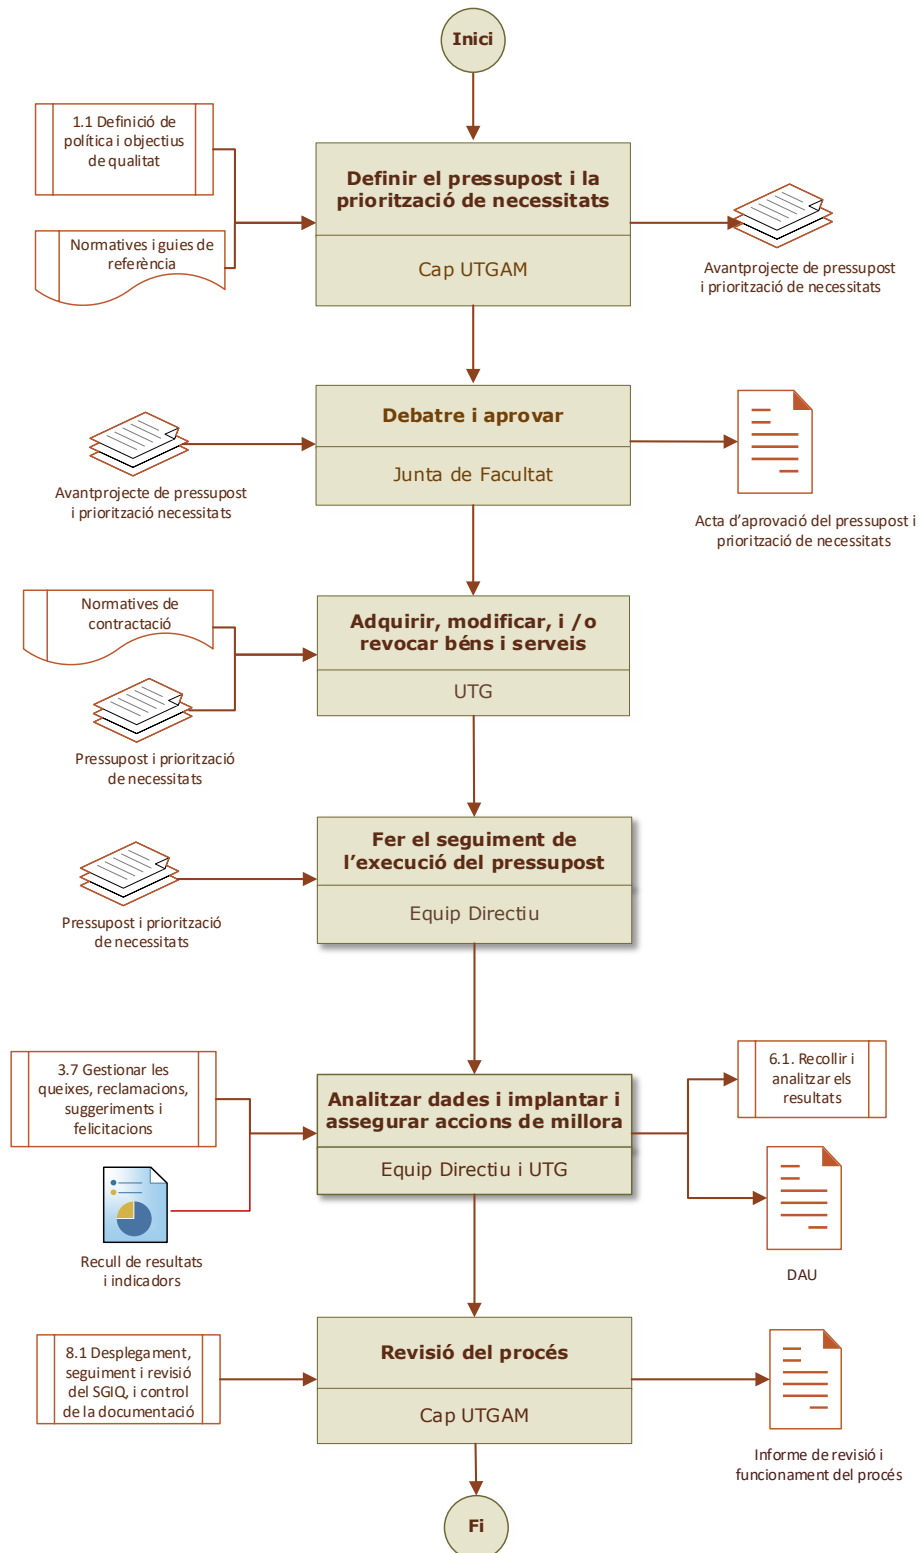 Inici
1.1 Definició de
política i objectius
de qualitat
Definir el pressupost i la
priorització de necessitats
Normatives i guies de
referència
Cap UTGAM
Avantprojecte de pressupost
i priorització de necessitats
Debatre i aprovar
Junta de Facultat
Avantprojecte de pressupost
i priorització necessitats
Acta d'aprovació del pressupost i
priorització de necessitats
Normatives de
contractació
Adquirir, modificar, i /o
revocar béns i serveis
UTG
Pressupost i priorització
de necessitats
Fer el seguiment de
l'execució del pressupost
Equip Directiu
Pressupost i priorització
de necessitats
3.7 Gestionar les
queixes, reclamacions,
suggeriments i
felicitacions
Analitzar dades i implantar i
assegurar accions de millora
Equip Directiu i UTG
6.1. Recollir i
analitzar els
resultats
Recull de resultats
i indicadors
DAU
8.1 Desplegament,
seguiment i revisió
del SGIQ, i control
de la documentació
Revisió del procés
Cap UTGAM
Informe de revisió i
funcionament del procés
Fi